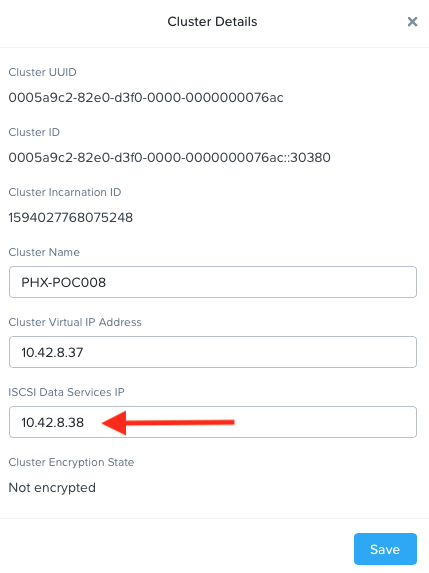 Cluster Details
Cluster UUID
0005a9c2-82e0-d3f0-0000-0000000076ac
Cluster ID
0005a9c2-82e0-d3f0-0000-0000000076ac::30380
Cluster Incarnation ID
1594027768075248
Cluster Name
PHX-POC008
Cluster Virtual IP Address
10.42.8.37
ISCSI Data Services IP
10.42.8.38
Cluster Encryption State
Not encrypted
Save